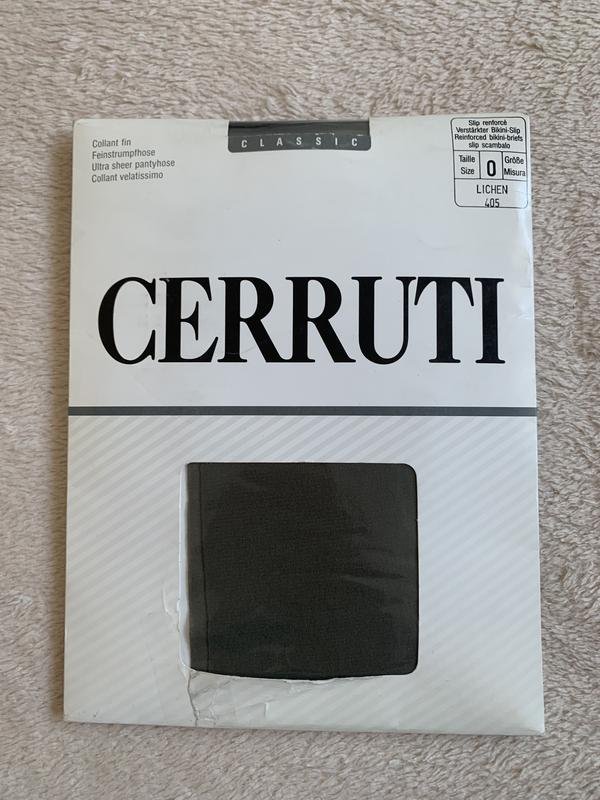 Collant fin
Feinstrumpfhose
Ultra sheer pantyhose
Collant velatissimo
CLASSIC
Slip renforcé
Verstärkter Bikini-Slip
Reinforced bikini-briefs
slip scambalo
Taille Größe
Size 0 Misura
LICHEN
405
CERRUTI